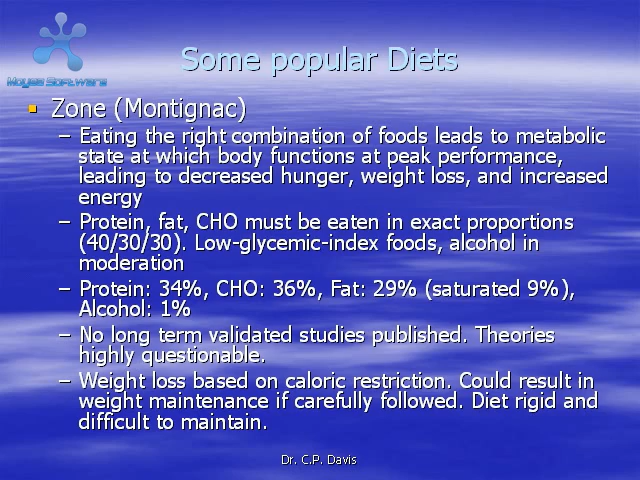 Moyea Software
Some popular Diets
▪ Zone (Montignac)
– Eating the right combination of foods leads to metabolic
state at which body functions at peak performance,
leading to decreased hunger, weight loss, and increased
energy
– Protein, fat, CHO must be eaten in exact proportions
(40/30/30). Low-glycemic-index foods, alcohol in
moderation
– Protein: 34%, CHO: 36%, Fat: 29% (saturated 9%),
Alcohol: 1%
– No long term validated studies published. Theories
highly questionable.
– Weight loss based on caloric restriction. Could result in
weight maintenance if carefully followed. Diet rigid and
difficult to maintain.
Dr. C.P. Davis